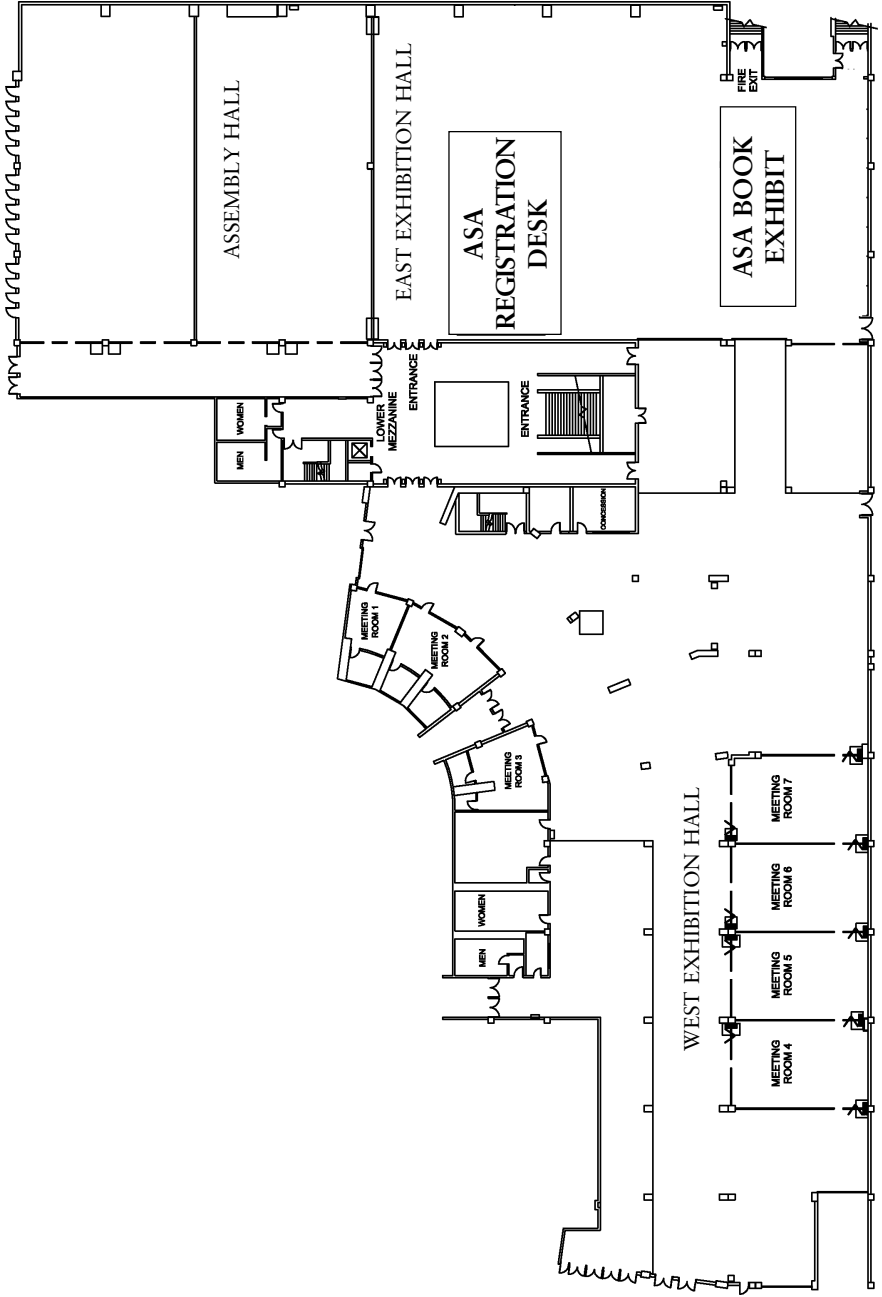 ASSEMBLY HALL
EAST EXHIBITION HALL
ASA
REGISTRATION
DESK
FIRE
EXIT
ASA BOOK
EXHIBIT
WOMEN
MEN
LOWER
MEZZANINE
ENTRANCE
ENTRANCE
CONCESSION
MEETING
ROOM 1
MEETING
ROOM 2
MEETING
ROOM 3
WOMEN
MEN
WEST EXHIBITION HALL
MEETING
ROOM 7
MEETING
ROOM 6
MEETING
ROOM 5
MEETING
ROOM 4